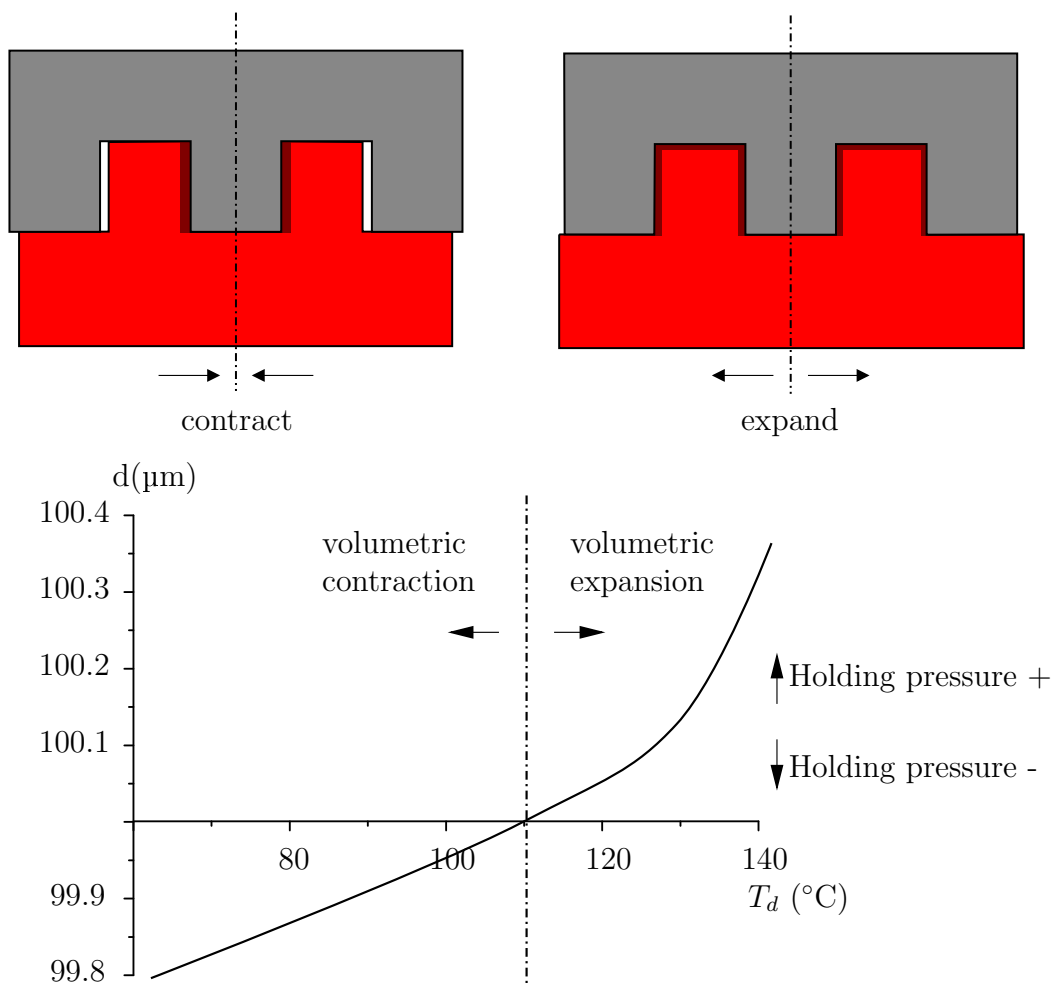 contract
expand
d(µm)
100.4
100.3
100.2
100.1
99.9
99.8
volumetric
contraction
volumetric
expansion
Holding pressure +
Holding pressure -
80
100
120
140
T_d (°C)